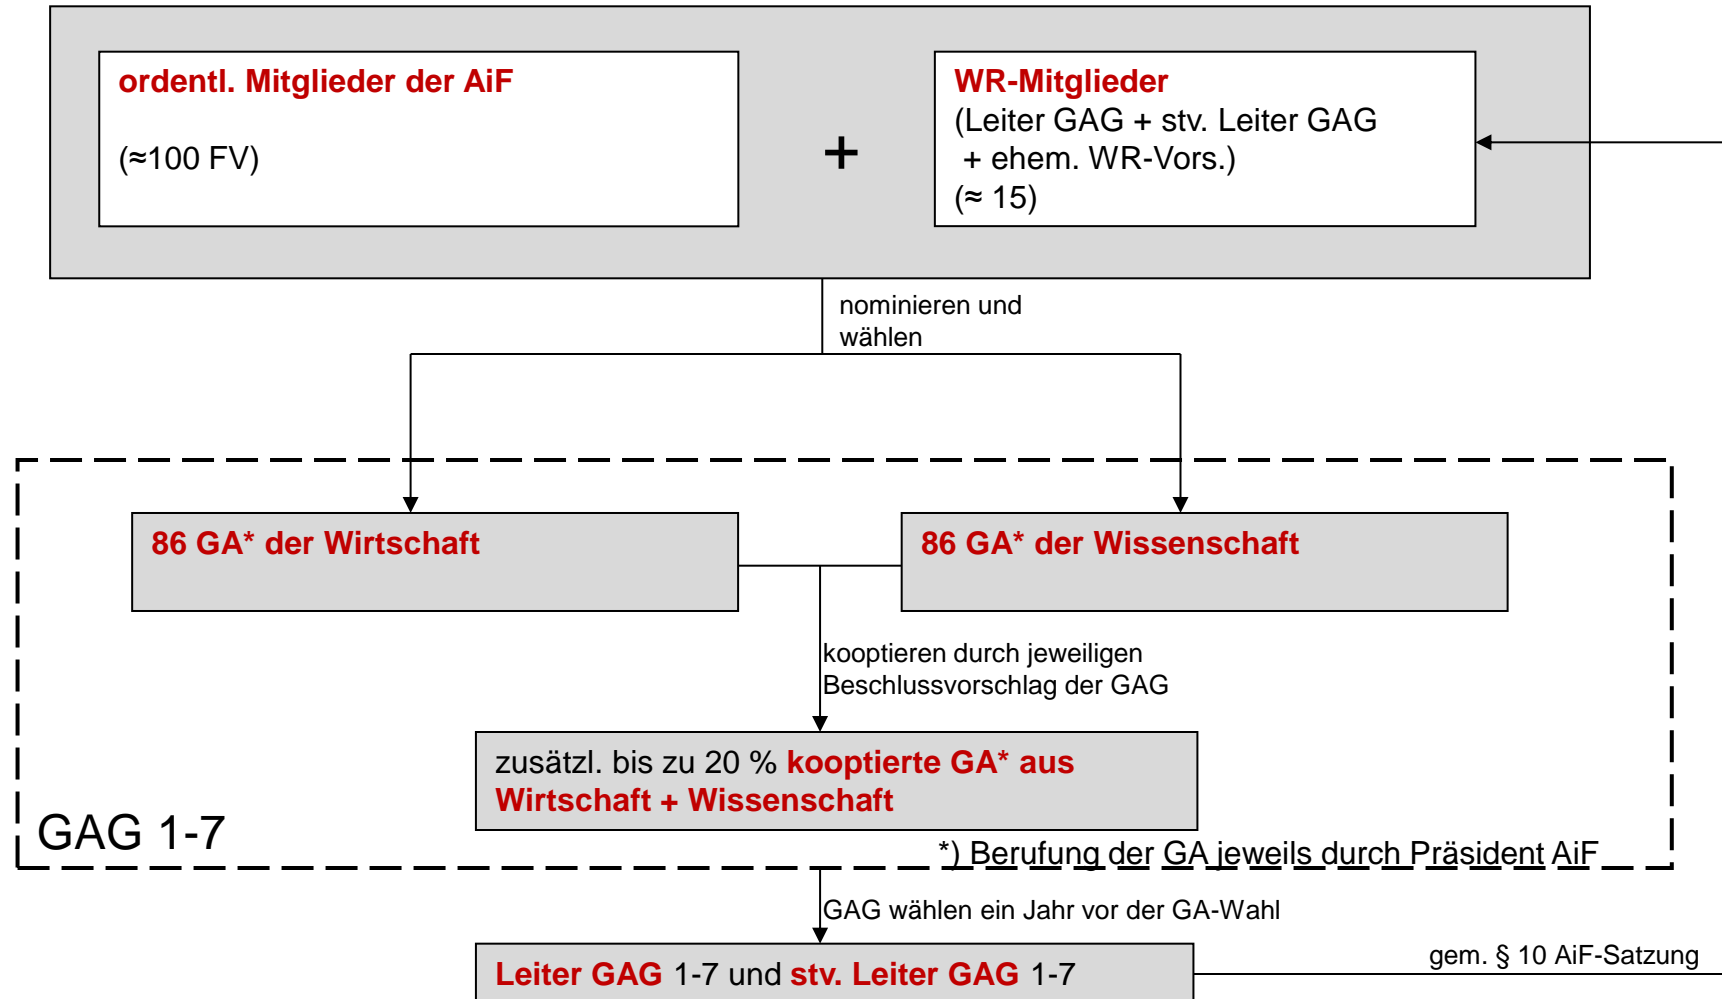 ordentl. Mitglieder der AiF
(≈100 FV)
+
WR-Mitglieder
(Leiter GAG + stv. Leiter GAG
+ ehem. WR-Vors.)
(≈ 15)
nominieren und
wählen
86 GA* der Wirtschaft
86 GA* der Wissenschaft
kooptieren durch jeweiligen
Beschlussvorschlag der GAG
zusätzl. bis zu 20 % kooptierte GA* aus
Wirtschaft + Wissenschaft
GAG 1-7
*) Berufung der GA jeweils durch Präsident AiF
GAG wählen ein Jahr vor der GA-Wahl
Leiter GAG 1-7 und stv. Leiter GAG 1-7
gem. § 10 AiF-Satzung